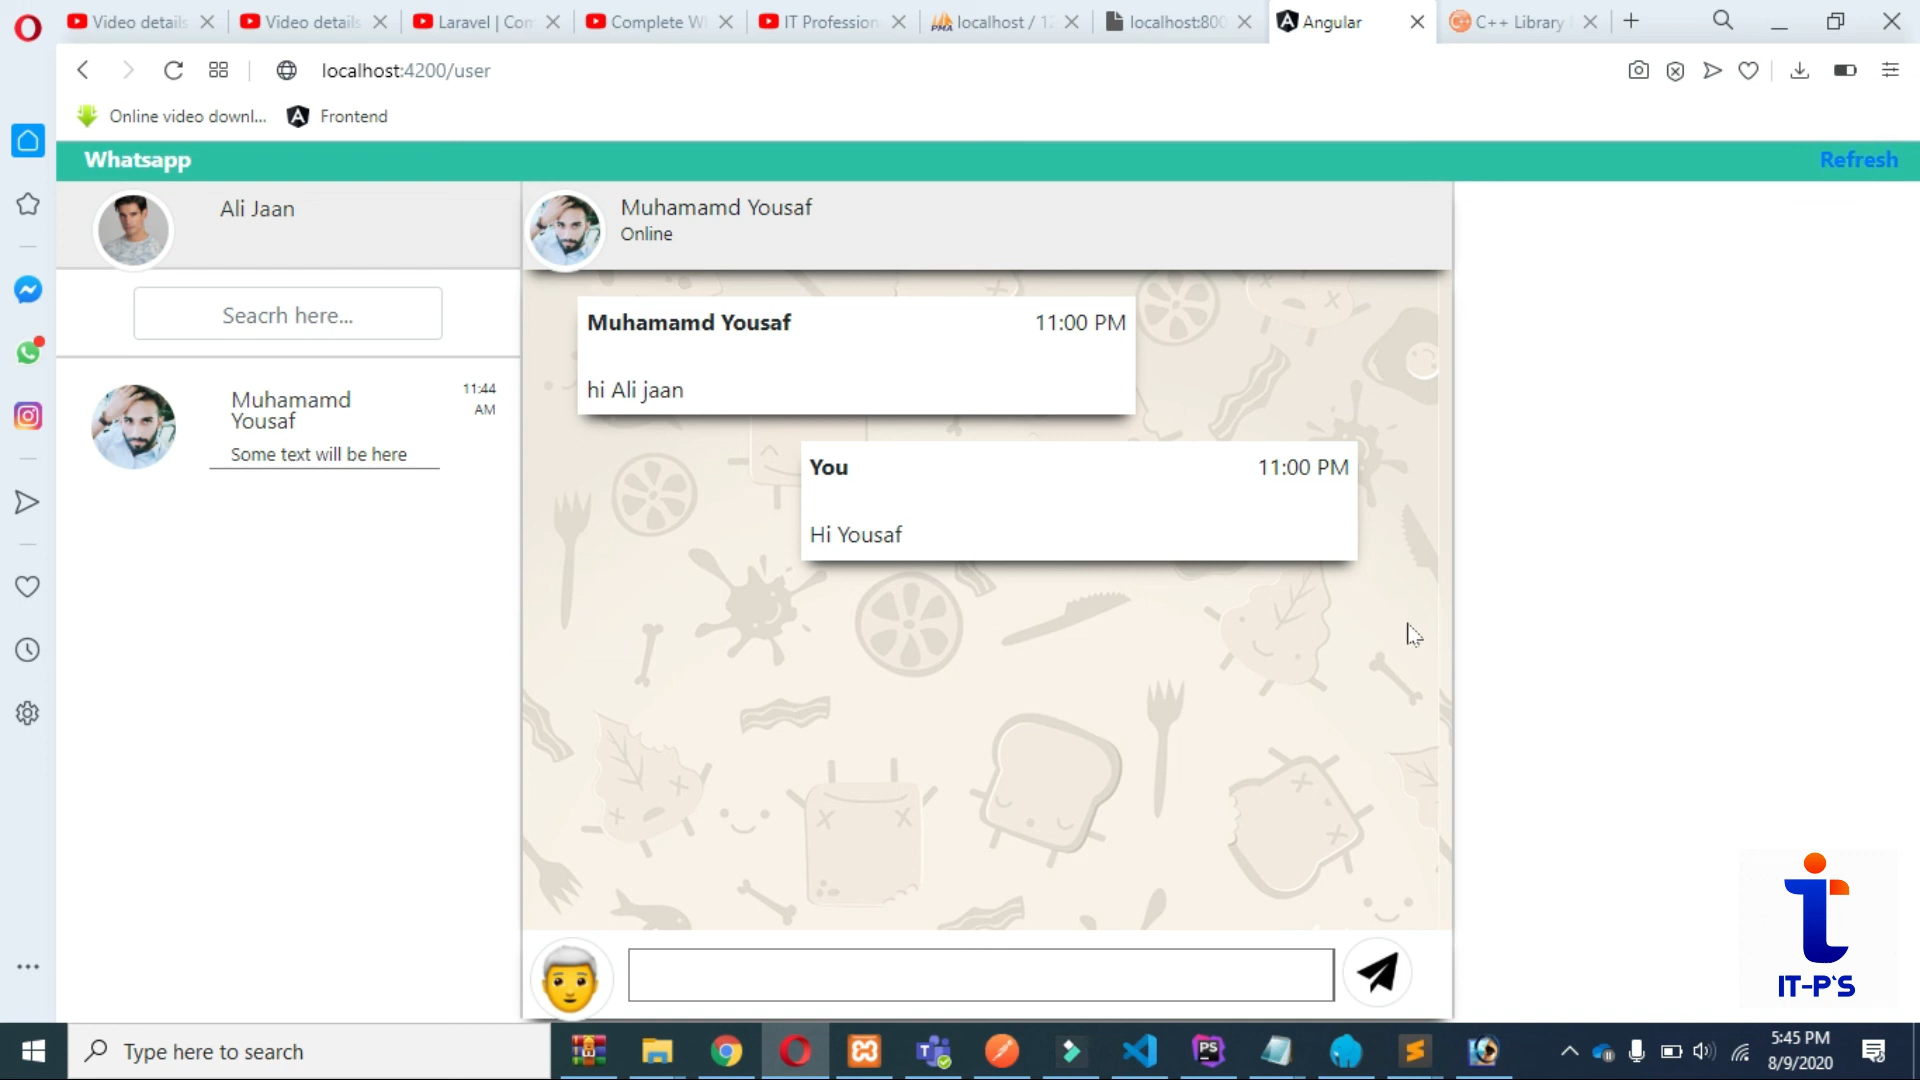 Video details
Video details
Laravel | Con
Complete W
IT Profession
localhost / 12
localhost:800
Angular
C++ Library
localhost:4200/user
Online video downl...
Frontend
Whatsapp
Refresh
Ali Jaan
Seacrh here...
Muhamamd
Yousaf
11:44
AM
Some text will be here
Muhamamd Yousaf
Online
Muhamamd Yousaf 11:00 PM
hi Ali jaan
You 11:00 PM
Hi Yousaf
IT-P'S
Type here to search
5:45 PM
8/9/2020